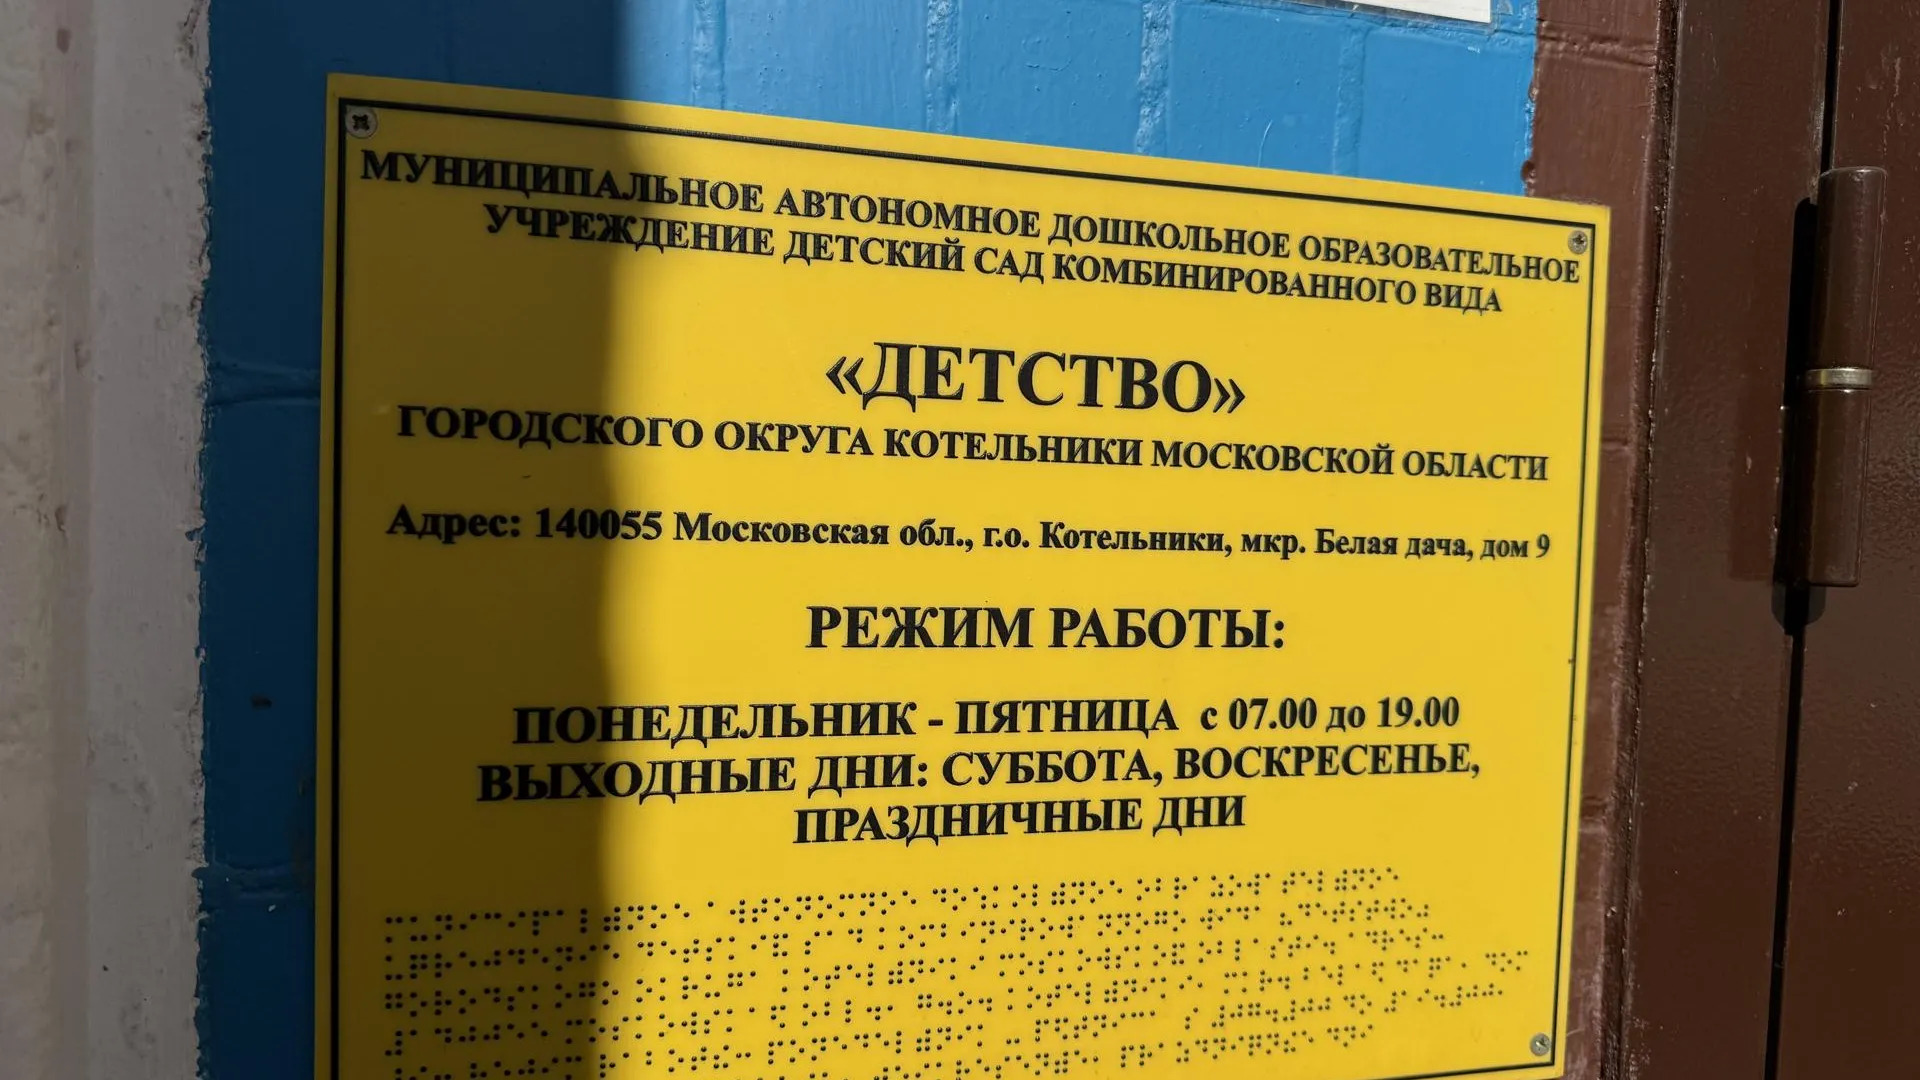 МУНИЦИПАЛЬНОЕ АВТОНОМНОЕ ДОШКОЛЬНОЕ ОБРАЗОВАТЕЛЬНОЕ
УЧРЕЖДЕНИЕ ДЕТСКИЙ САД КОМБИНИРОВАННОГО ВИДА
«ДЕТСТВО»
ГОРОДСКОГО ОКРУГА КОТЕЛЬНИКИ МОСКОВСКОЙ ОБЛАСТИ
Адрес: 140055 Московская обл., г.о. Котельники, мкр. Белая дача, дом 9
РЕЖИМ РАБОТЫ:
ПОНЕДЕЛЬНИК - ПЯТНИЦА с 07.00 до 19.00
ВЫХОДНЫЕ ДНИ: СУББОТА, ВОСКРЕСЕНЬЕ,
ПРАЗДНИЧНЫЕ ДНИ